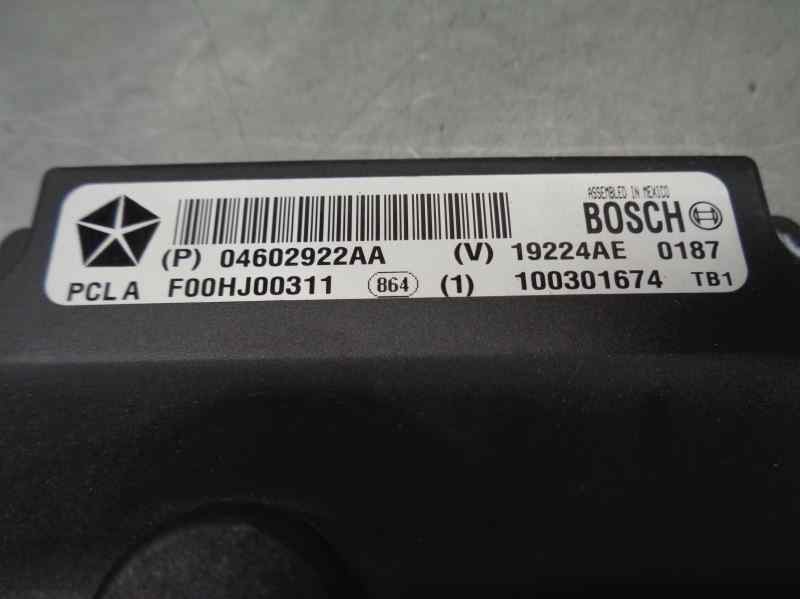 ASSEMBLED IN MEXICO
BOSCH
(P) 04602922AA (V) 19224AE 0187
PCL A F00HJ00311 864 (1) 100301674 TB1